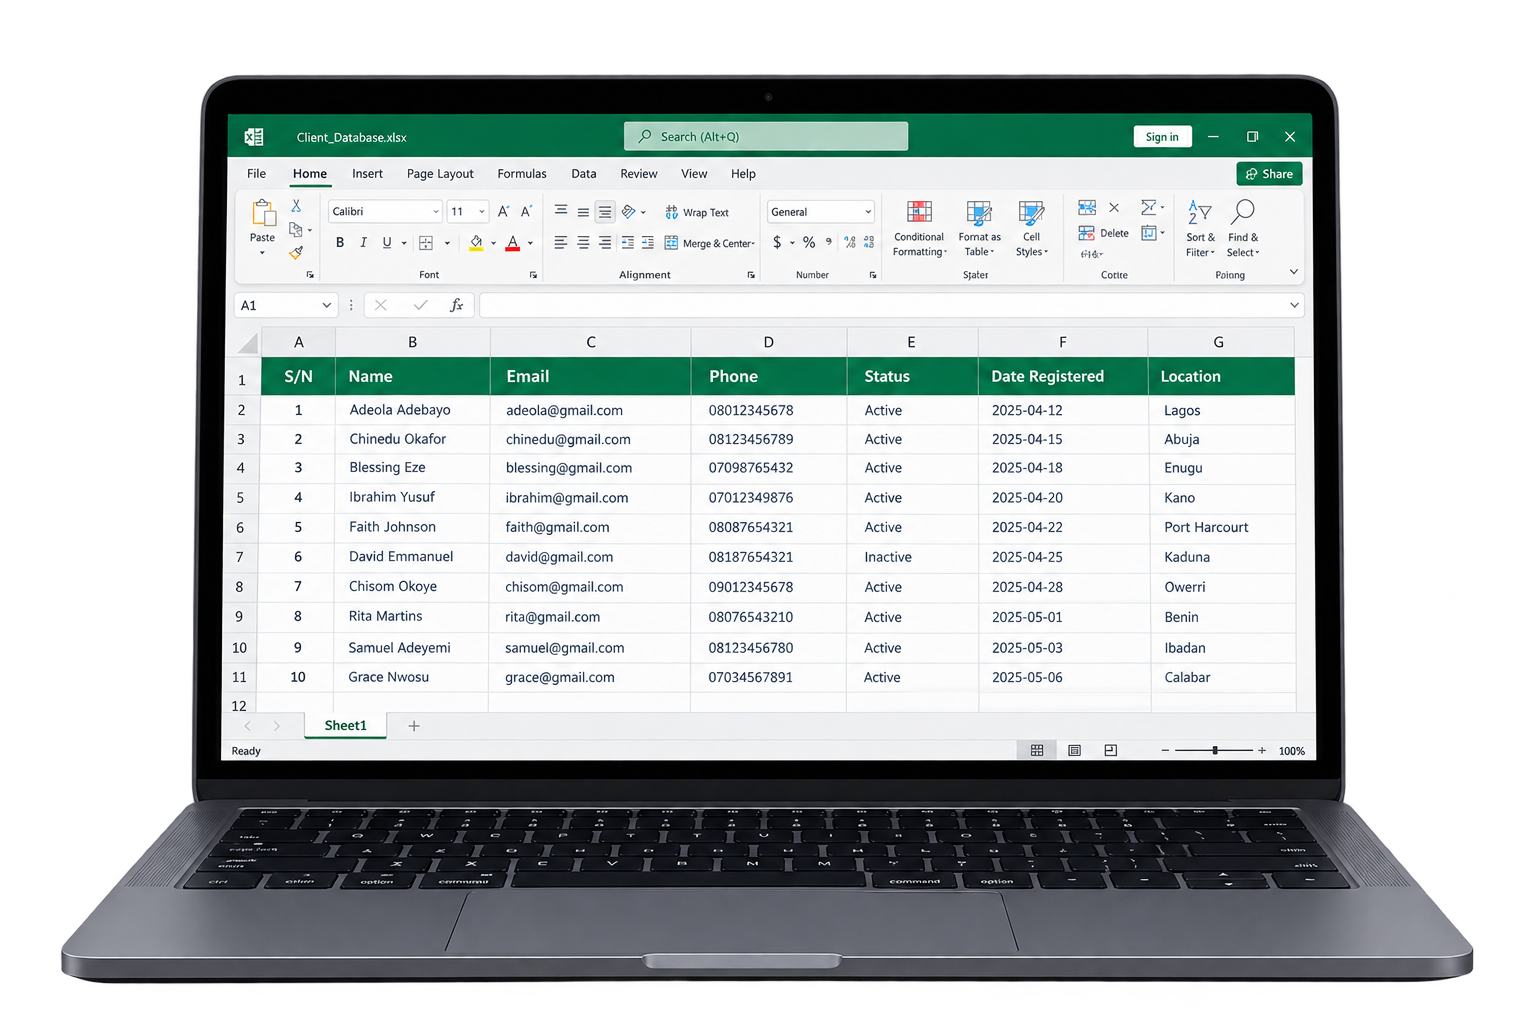 Client_Database.xlsx
Search (Alt+Q)
Sign in
File Home Insert Page Layout Formulas Data Review View Help
Share
Paste
Calibri 11
Wrap Text
General
Conditional Formatting
Format as Table
Cell Styles
Delete
Sort & Filter
Find & Select
B I U
Merge & Center
$ % 9
Font Alignment Number Sţater Cotire Paining
A1 fx
A B C D E F G
1 S/N Name Email Phone Status Date Registered Location
2 1 Adeola Adebayo adeola@gmail.com 08012345678 Active 2025-04-12 Lagos
3 2 Chinedu Okafor chinedu@gmail.com 08123456789 Active 2025-04-15 Abuja
4 3 Blessing Eze blessing@gmail.com 07098765432 Active 2025-04-18 Enugu
5 4 Ibrahim Yusuf ibrahim@gmail.com 07012349876 Active 2025-04-20 Kano
6 5 Faith Johnson faith@gmail.com 08087654321 Active 2025-04-22 Port Harcourt
7 6 David Emmanuel david@gmail.com 08187654321 Inactive 2025-04-25 Kaduna
8 7 Chisom Okoye chisom@gmail.com 09012345678 Active 2025-04-28 Owerri
9 8 Rita Martins rita@gmail.com 08076543210 Active 2025-05-01 Benin
10 9 Samuel Adeyemi samuel@gmail.com 08123456780 Active 2025-05-03 Ibadan
11 10 Grace Nwosu grace@gmail.com 07034567891 Active 2025-05-06 Calabar
12
Sheet1 +
Ready
100%
command option